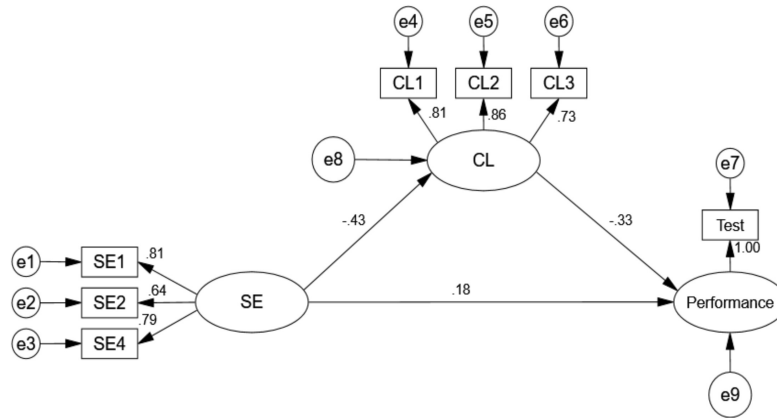 e4
e5
e6
CL1
CL2
CL3
.81
.86
.73
e8
CL
e7
-.43
-.33
Test
1.00
e1
SE1
.81
e2
SE2
.64
SE
.18
Performance
.79
e3
SE4
e9